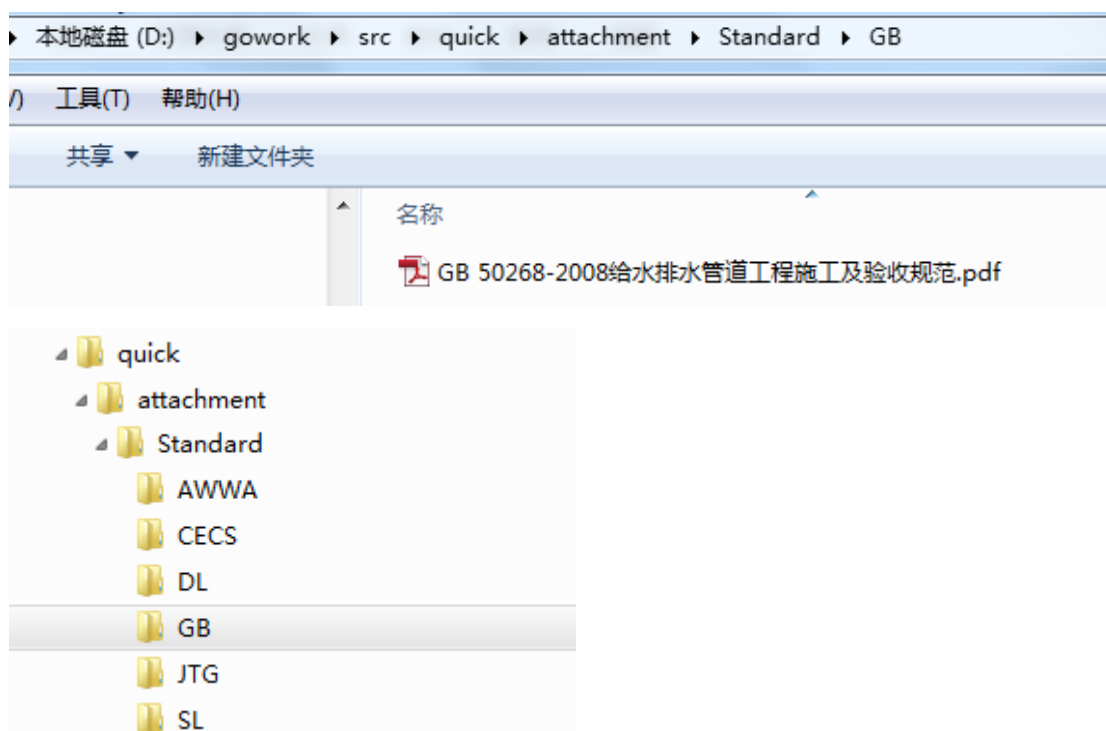 本地磁盘 (D:) ▸ gowork ▸ src ▸ quick ▸ attachment ▸ Standard ▸ GB
工具(T) 帮助(H)
共享 新建文件夹
名称
GB 50268-2008给水排水管道工程施工及验收规范.pdf
quick
attachment
Standard
AWWA
CECS
DL
GB
JTG
SL